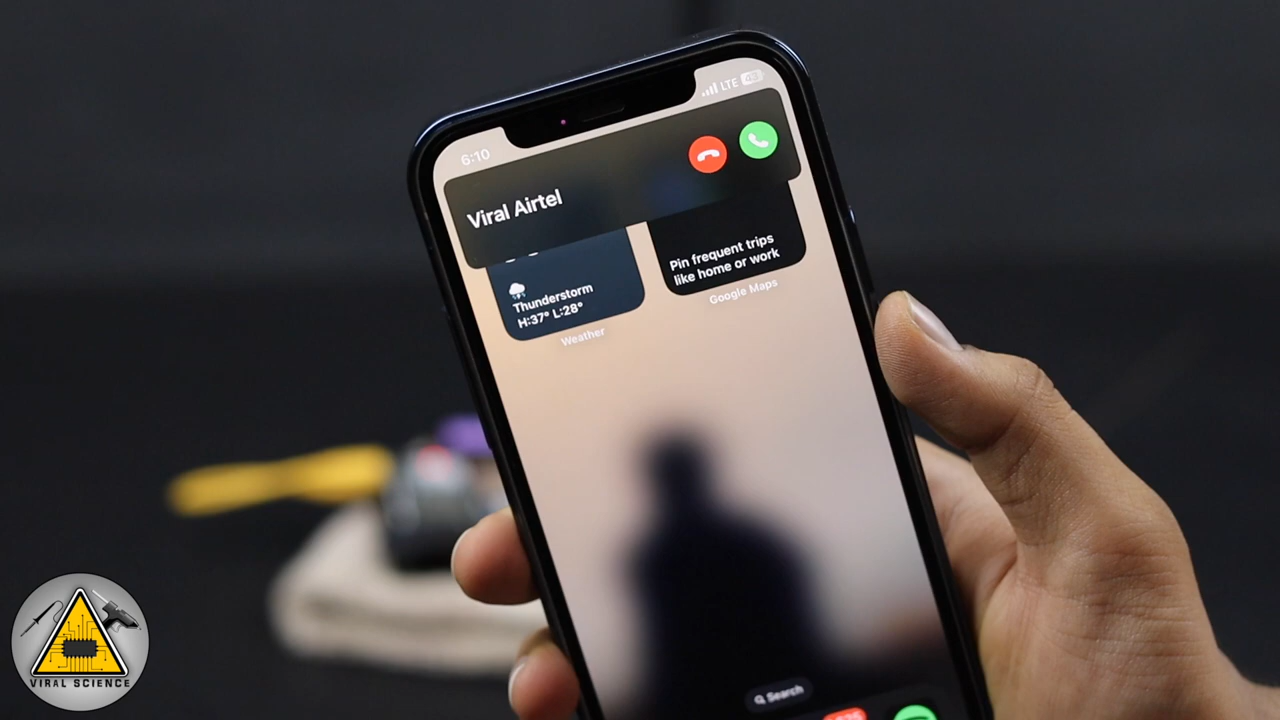 6:10
LTE 43
Viral Airtel
Thunderstorm
H:37° L:28°
Weather
Pin frequent trips
like home or work
Google Maps
Search
VIRAL SCIENCE